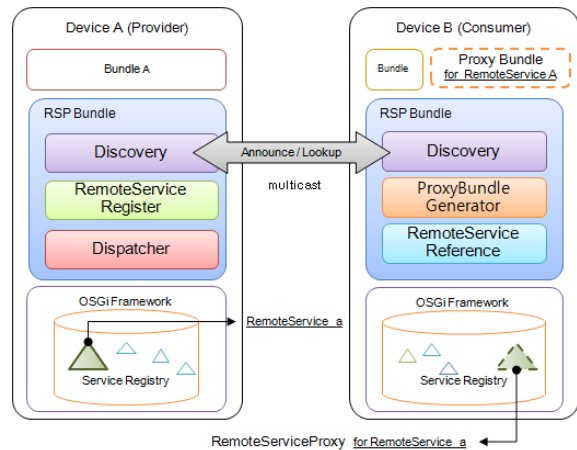 Device A (Provider)
Bundle A
RSP Bundle
Discovery
RemoteService
Register
Dispatcher
OSGi Framework
Service Registry
Announce / Lookup
multicast
RemoteService_a
Device B (Consumer)
Bundle
Proxy Bundle
for RemoteService A
RSP Bundle
Discovery
ProxyBundle
Generator
RemoteService
Reference
OSGi Framework
Service Registry
RemoteServiceProxy for RemoteService_a